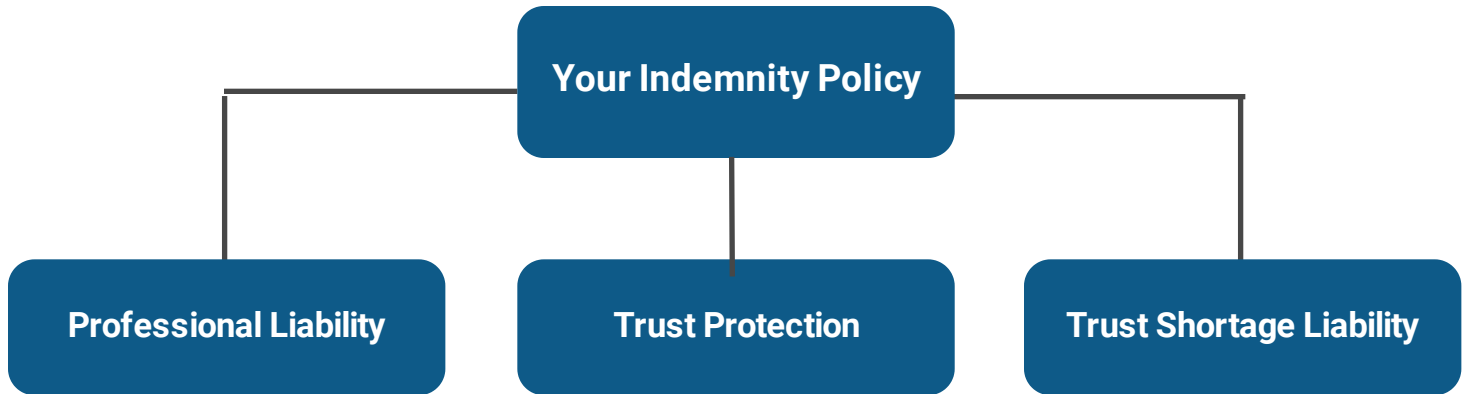 Your Indemnity Policy
Professional Liability
Trust Protection
Trust Shortage Liability